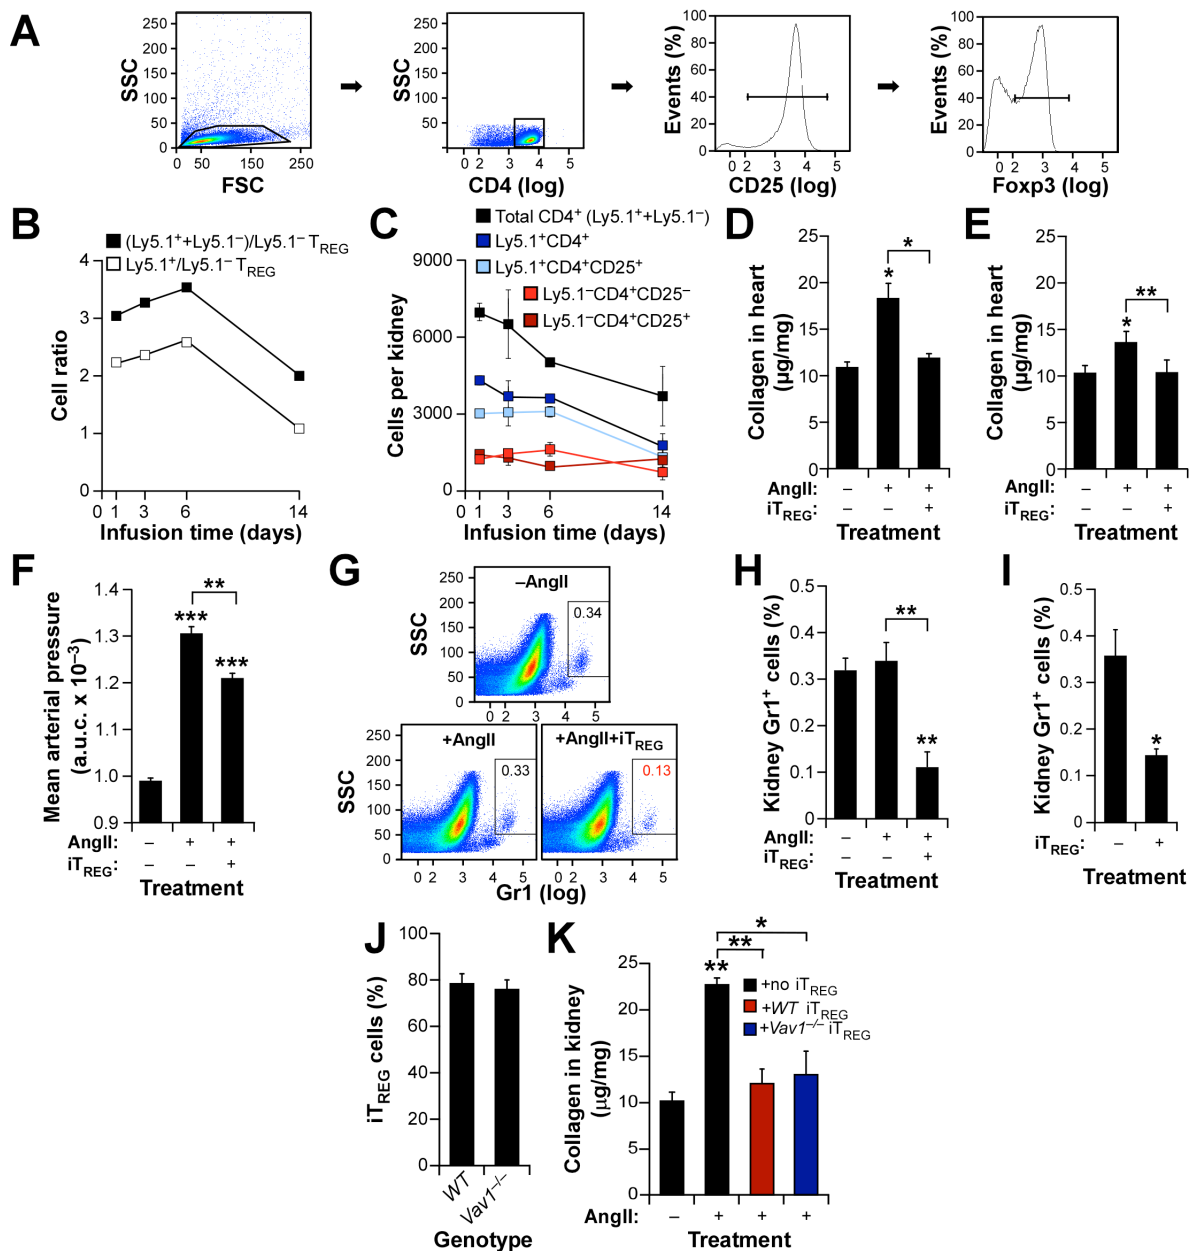 A
SSC
250
200
150
100
50
0
0 50 150 250
FSC
SSC
250
200
150
100
50
0
0 2 3 4 5
CD4 (log)
Events (%)
100
80
60
40
20
0
0 2 3 4 5
CD25 (log)
Events (%)
100
80
60
40
20
0
0 2 3 4 5
Foxp3 (log)
B
(Ly5.1⁺+Ly5.1⁻)/Ly5.1⁻ T_REG
Ly5.1⁺/Ly5.1⁻ T_REG
Cell ratio
4
3
2
1
0
0 1 3 6 14
Infusion time (days)
C
Total CD4⁺ (Ly5.1⁺+Ly5.1⁻)
Ly5.1⁺CD4⁺
Ly5.1⁺CD4⁺CD25⁺
Ly5.1⁻CD4⁺CD25⁻
Ly5.1⁻CD4⁺CD25⁺
Cells per kidney
9000
6000
3000
0
0 1 3 6 14
Infusion time (days)
D
Collagen in heart
(µg/mg)
25
20
15
10
5
0
*
*
AngII: – + +
iT_REG: – – +
Treatment
E
Collagen in heart
(µg/mg)
25
20
15
10
5
0
*
**
AngII: – + +
iT_REG: – – +
Treatment
F
Mean arterial pressure
(a.u.c. x 10⁻³)
1.4
1.3
1.2
1.1
1.0
0.9
***
**
***
AngII: – + +
iT_REG: – – +
Treatment
G
–AngII
SSC
250
200
150
100
50
0
0.34
0 2 3 4 5
+AngII
SSC
250
200
150
100
50
0
0.33
0 2 3 4 5
+AngII+iT_REG
0.13
0 2 3 4 5
Gr1 (log)
H
Kidney Gr1⁺ cells (%)
0.5
0.4
0.3
0.2
0.1
0
**
**
AngII: – + +
iT_REG: – – +
Treatment
I
Kidney Gr1⁺ cells (%)
0.5
0.4
0.3
0.2
0.1
0
*
iT_REG: – +
Treatment
J
iT_REG cells (%)
100
80
60
40
20
0
WT
Vav1⁻/⁻
Genotype
K
Collagen in kidney
(µg/mg)
25
20
15
10
5
0
*
**
**
+no iT_REG
+WT iT_REG
+Vav1⁻/⁻ iT_REG
AngII: – + + +
Treatment